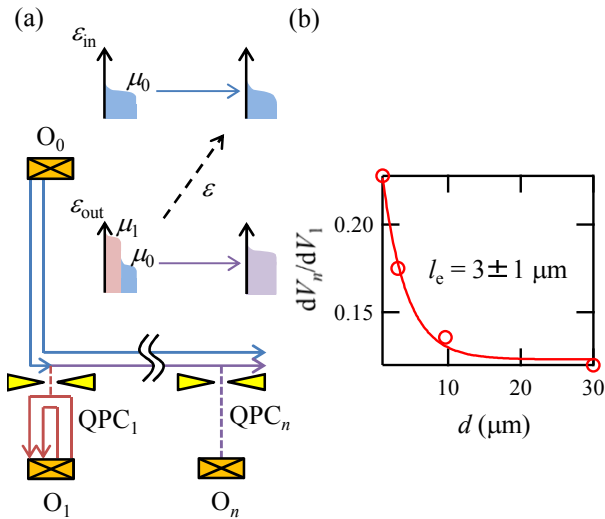 (a)
ε_in
μ_0
O_0
ε
ε_out
μ_1
μ_0
QPC_1
QPC_n
O_1
O_n
(b)
dV_n/dV_1
0.20
0.15
l_e = 3±1 μm
10
20
30
d (μm)